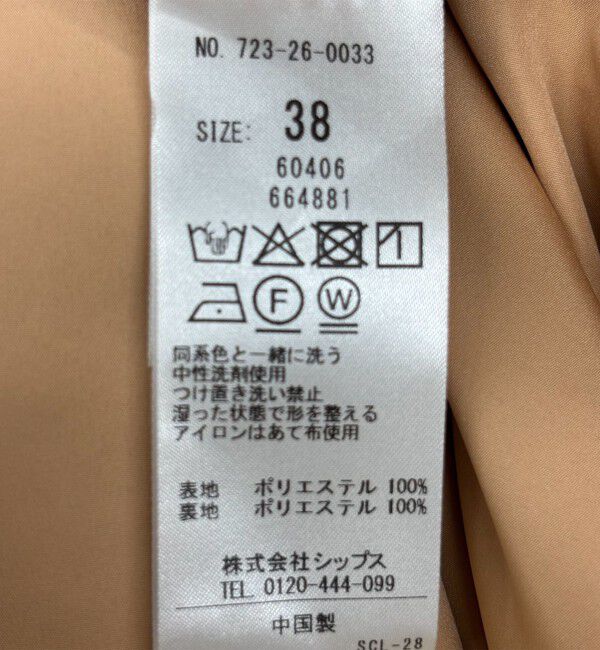 NO. 723-26-0033
SIZE: 38
60406
664881
F W
同系色と一緒に洗う
中性洗剤使用
つけ置き洗い禁止
湿った状態で形を整える
アイロンはあて布使用
表地 ポリエステル 100%
裏地 ポリエステル 100%
株式会社シップス
TEL. 0120-444-099
中国製
SCL-28